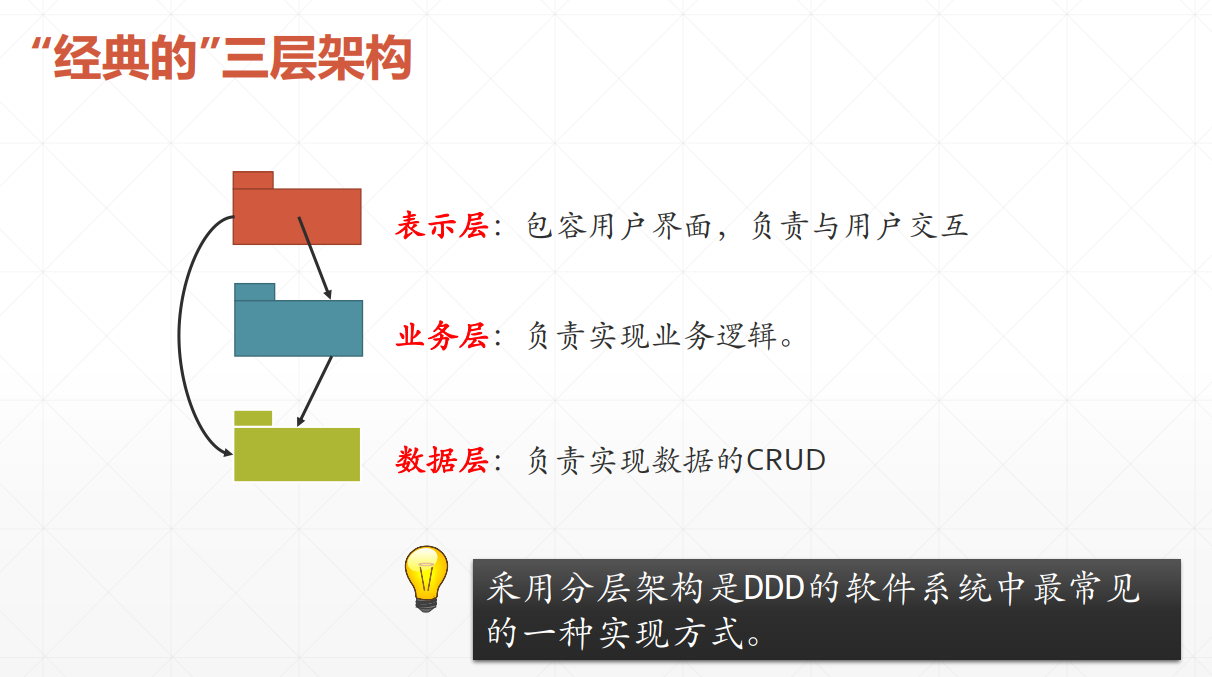 “经典的”三层架构
表示层：包容用户界面，负责与用户交互
业务层：负责实现业务逻辑。
数据层：负责实现数据的CRUD
采用分层架构是DDD的软件系统中最常见
的一种实现方式。